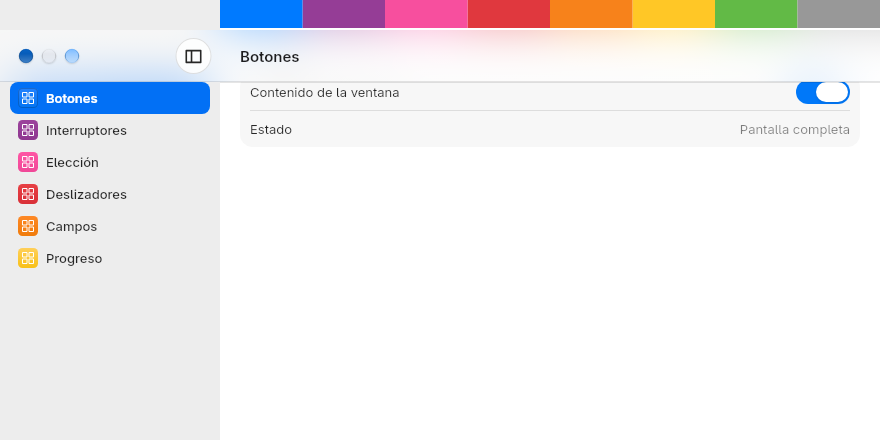 Botones
Botones
Interruptores
Elección
Deslizadores
Campos
Progreso
Contenido de la ventana
Estado
Pantalla completa